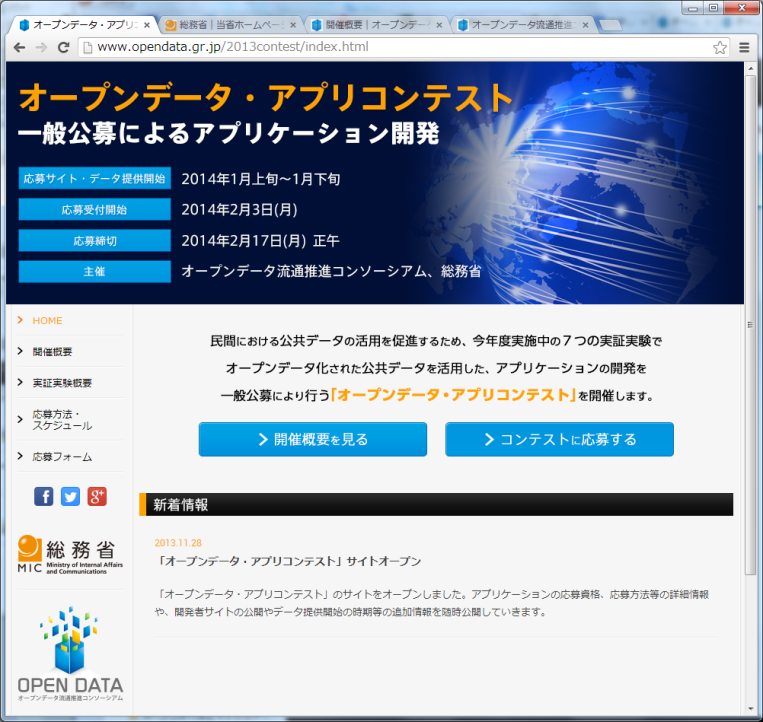 オープンデータ・アプリコ
総務省｜当省ホームページ
開催概要｜オープンデー
オープンデータ流通推進
www.opendata.gr.jp/2013contest/index.html
オープンデータ・アプリコンテスト
一般公募によるアプリケーション開発
応募サイト・データ提供開始 2014年1月上旬～1月下旬
応募受付開始 2014年2月3日(月)
応募締切 2014年2月17日(月) 正午
主催 オープンデータ流通推進コンソーシアム、総務省
HOME
開催概要
実証実験概要
応募方法・
スケジュール
応募フォーム
総務省
MIC Ministry of Internal Affairs
and Communications
OPEN DATA
オープンデータ流通推進コンソーシアム
民間における公共データの活用を促進するため、今年度実施中の７つの実証実験で
オープンデータ化された公共データを活用した、アプリケーションの開発を
一般公募により行う「オープンデータ・アプリコンテスト」を開催します。
開催概要を見る
コンテストに応募する
新着情報
2013.11.28
「オープンデータ・アプリコンテスト」サイトオープン
「オープンデータ・アプリコンテスト」のサイトをオープンしました。アプリケーションの応募資格、応募方法等の詳細情報
や、開発者サイトの公開やデータ提供開始の時期等の追加情報を随時公開していきます。